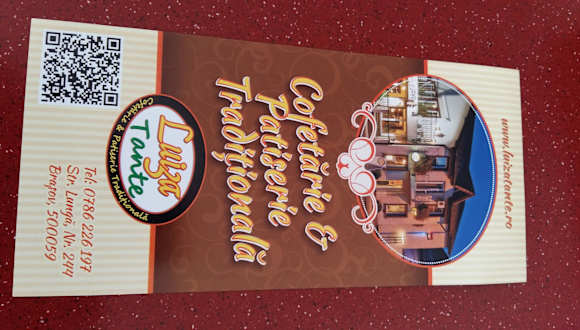 www.luizatante.ro
Cofetărie &
Patiserie
Tradițională
Luiza
Tante
Cofetărie & Patiserie Tradițională
Tel: 0786 226 197
Str. Lungă, Nr. 244
Brașov, 500059